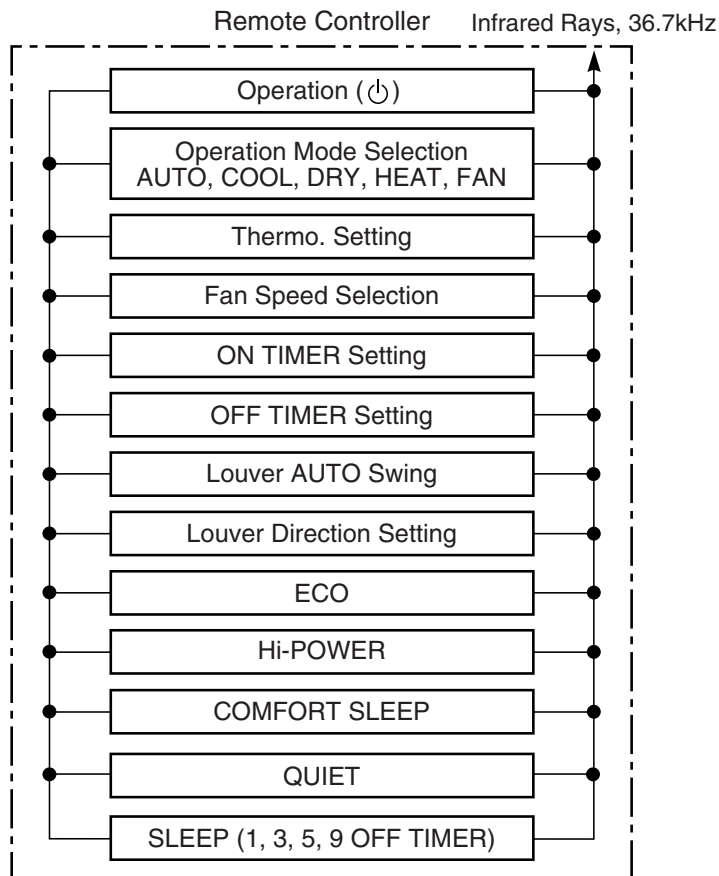 Remote Controller
Infrared Rays, 36.7kHz
Operation (⏻)
Operation Mode Selection
AUTO, COOL, DRY, HEAT, FAN
Thermo. Setting
Fan Speed Selection
ON TIMER Setting
OFF TIMER Setting
Louver AUTO Swing
Louver Direction Setting
ECO
Hi-POWER
COMFORT SLEEP
QUIET
SLEEP (1, 3, 5, 9 OFF TIMER)